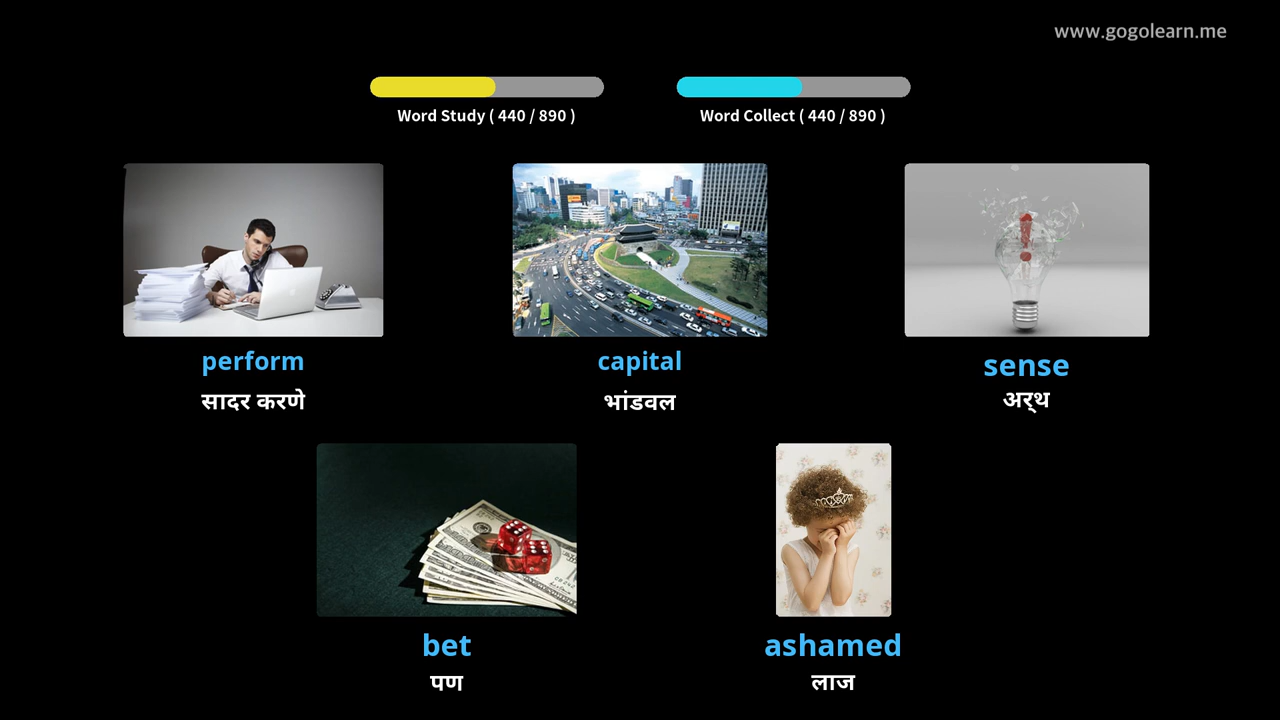 www.gogolearn.me
Word Study ( 440 / 890 )
Word Collect ( 440 / 890 )
perform
सादर करणे
capital
भांडवल
sense
अर्थ
bet
पण
ashamed
लाज